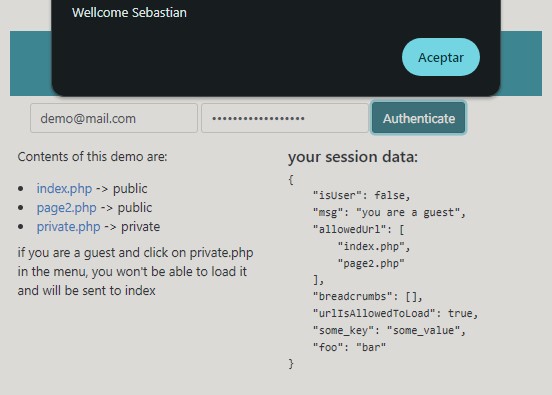 Wellcome Sebastian
Aceptar
demo@mail.com
••••••••••••••••••
Authenticate
Contents of this demo are:
• index.php -> public
• page2.php -> public
• private.php -> private
if you are a guest and click on private.php
in the menu, you won't be able to load it
and will be sent to index
your session data:
{
    "isUser": false,
    "msg": "you are a guest",
    "allowedUrl": [
        "index.php",
        "page2.php"
    ],
    "breadcrumbs": [],
    "urlIsAllowedToLoad": true,
    "some_key": "some_value",
    "foo": "bar"
}